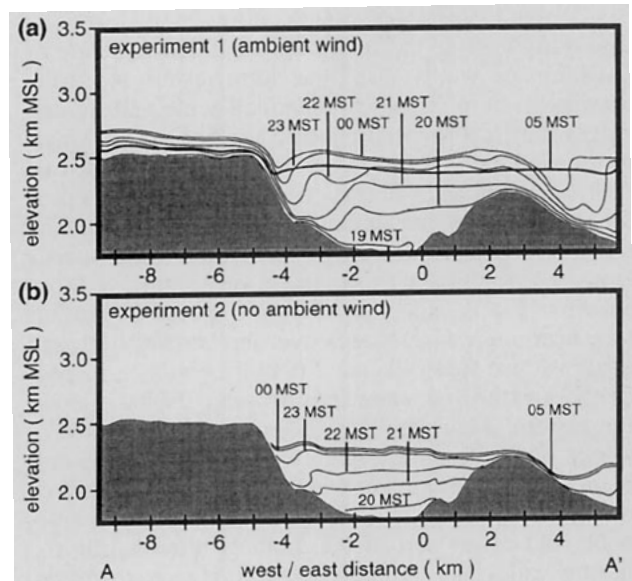 (a)
experiment 1 (ambient wind)
3.5
3.0
2.5
2.0
elevation ( km MSL )
22 MST 21 MST
23 MST 00 MST 20 MST 05 MST
19 MST
-8 -6 -4 -2 0 2 4
(b)
experiment 2 (no ambient wind)
3.5
3.0
2.5
2.0
elevation ( km MSL )
00 MST
23 MST 05 MST
22 MST 21 MST
20 MST
-8 -6 -4 -2 0 2 4
A west / east distance ( km ) A'